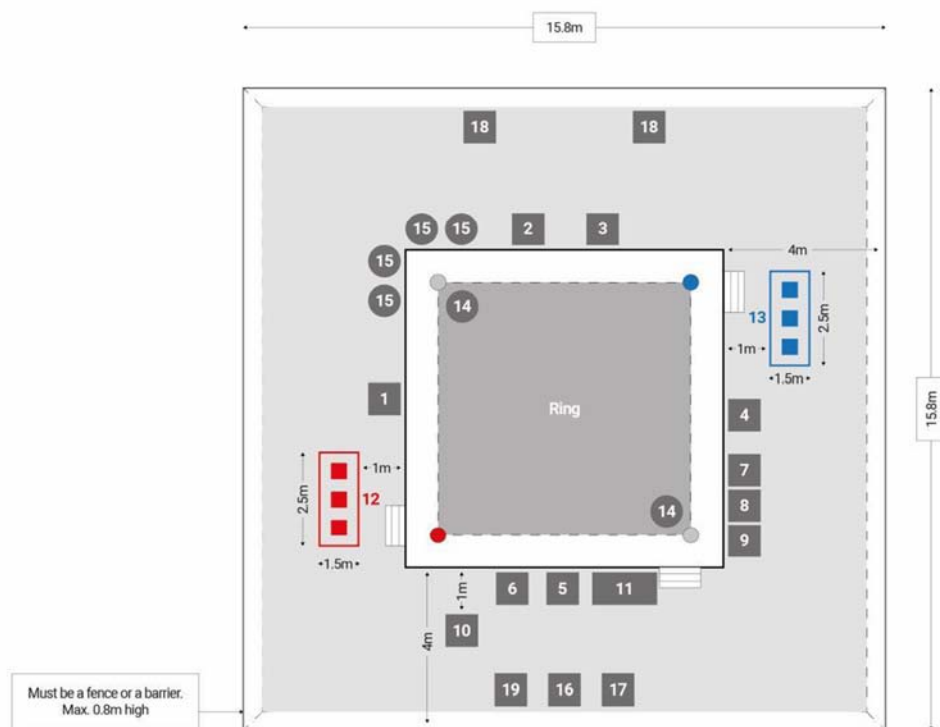 15.8m
18 18
15 15 2 3
15
4m
15
14
13
2.5m
1m
1.5m
15.8m
1
Ring
4
1m
12
2.5m
7
8
14
9
1.5m
6 5 11
1m
10
4m
19 16 17
Must be a fence or a barrier.
Max. 0.8m high